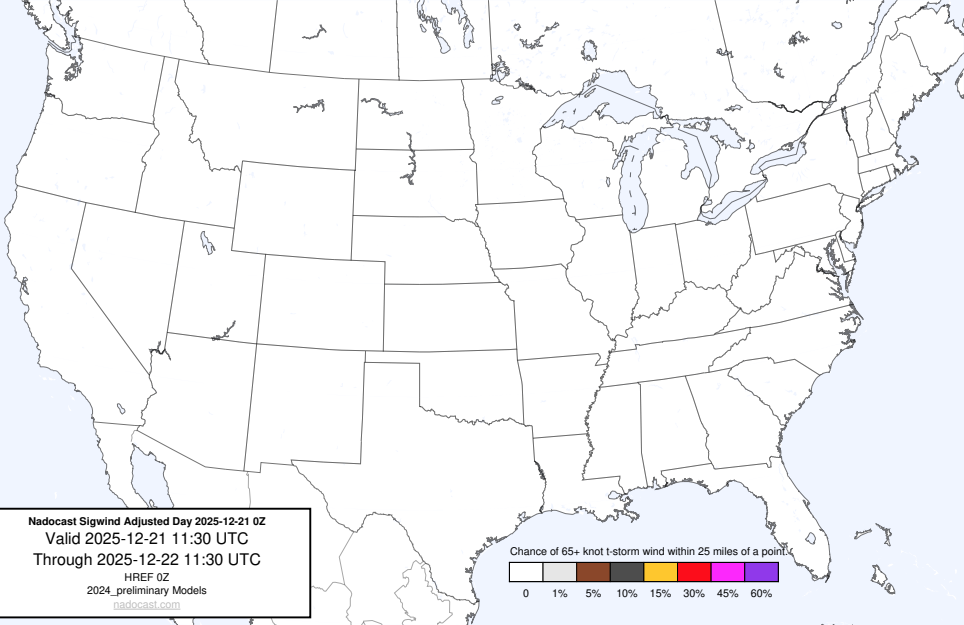 Nadocast Sigwind Adjusted Day 2025-12-21 0Z
Valid 2025-12-21 11:30 UTC
Through 2025-12-22 11:30 UTC
HREF 0Z
2024_preliminary Models
nadocast.com
Chance of 65+ knot t-storm wind within 25 miles of a point.
0 1% 5% 10% 15% 30% 45% 60%